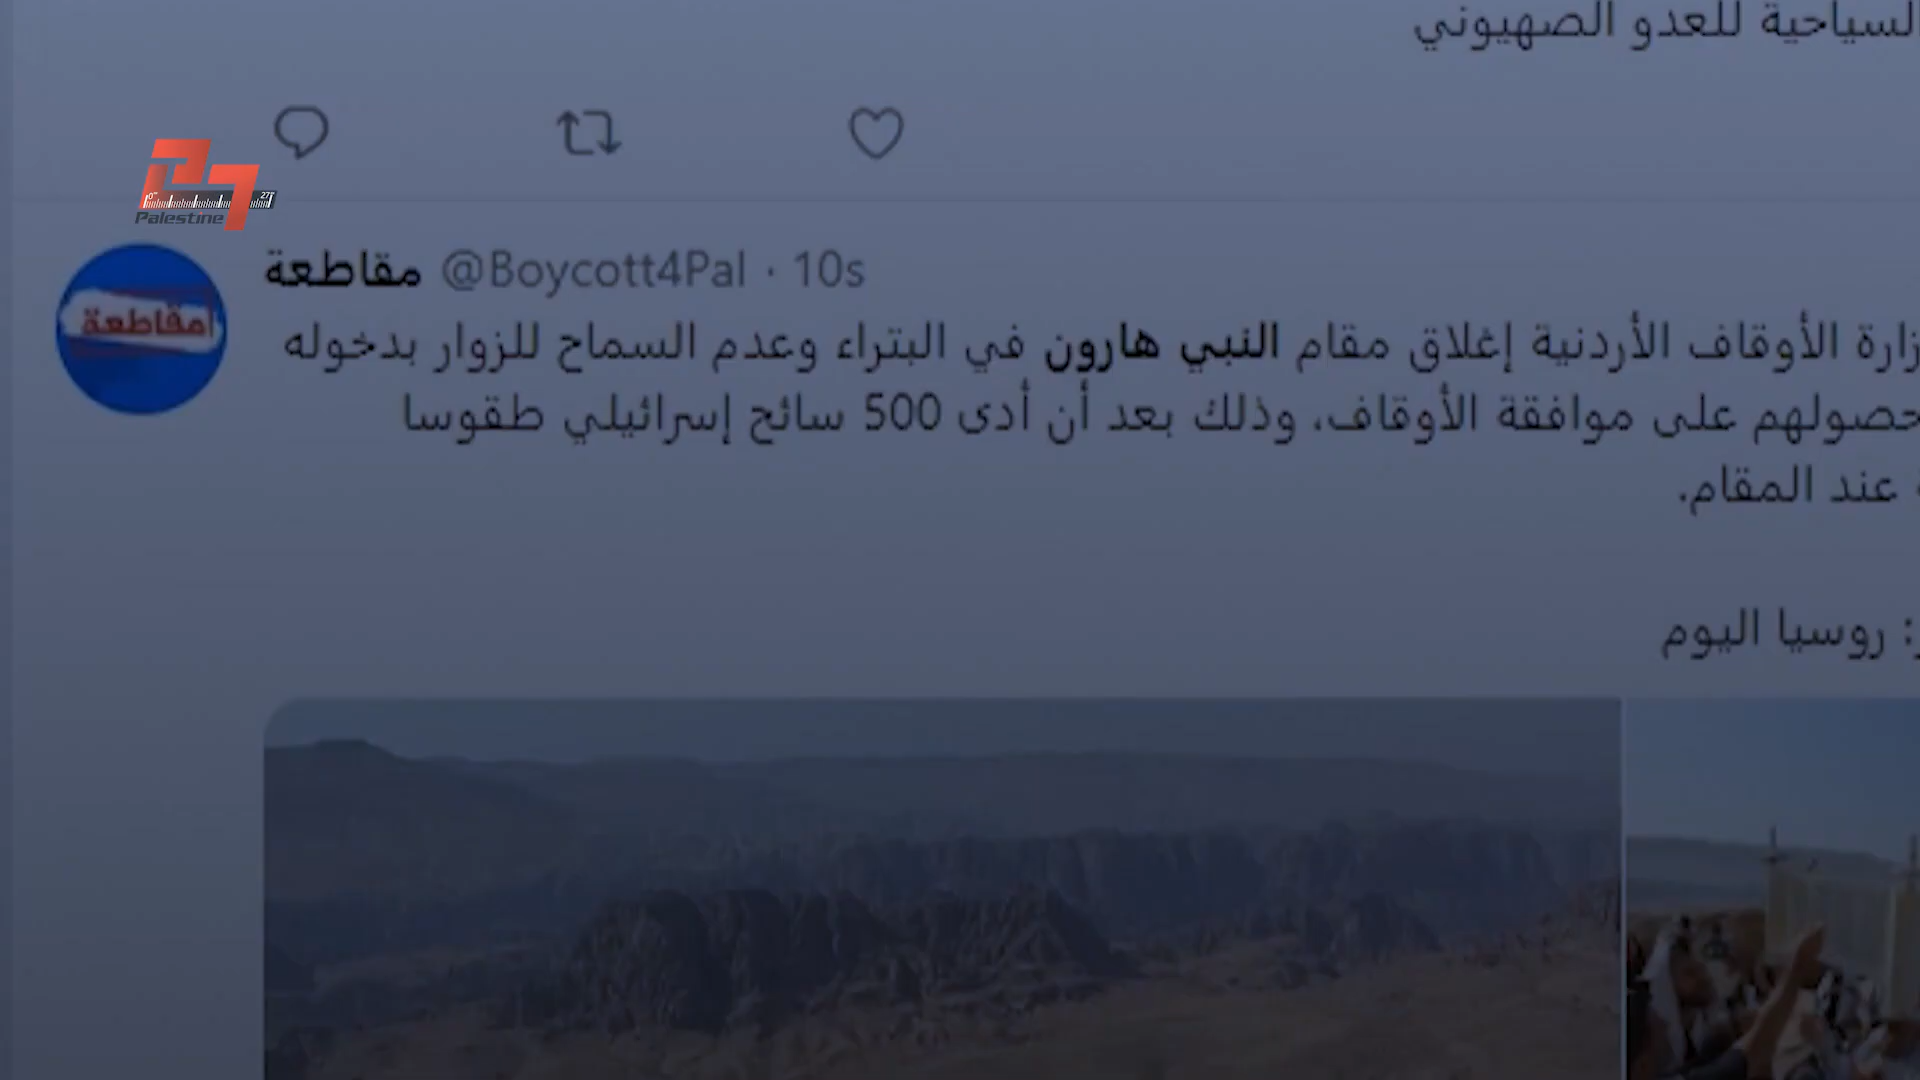 السياحية للعدو الصهيوني
Palestine
27
مقاطعة @Boycott4Pal · 10s
مقاطعة
الأوقاف الأردنية إغلاق مقام النبي هارون في البتراء وعدم السماح للزوار بدخوله
حصولهم على موافقة الأوقاف، وذلك بعد أن أدى 500 سائح إسرائيلي طقوسا
عند المقام.
: روسيا اليوم